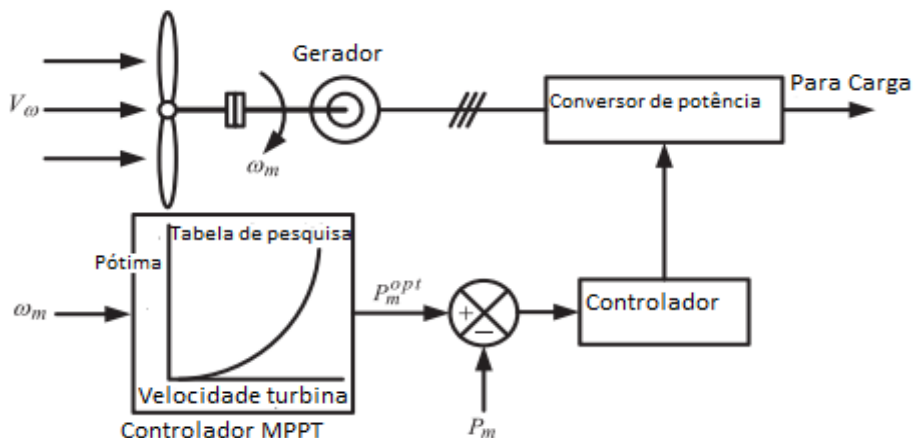 Gerador
Para Carga
Conversor de potência
V_ω
ω_m
Tabela de pesquisa
Pótima
P_m^{opt}
+
−
Controlador
ω_m
Velocidade turbina
P_m
Controlador MPPT